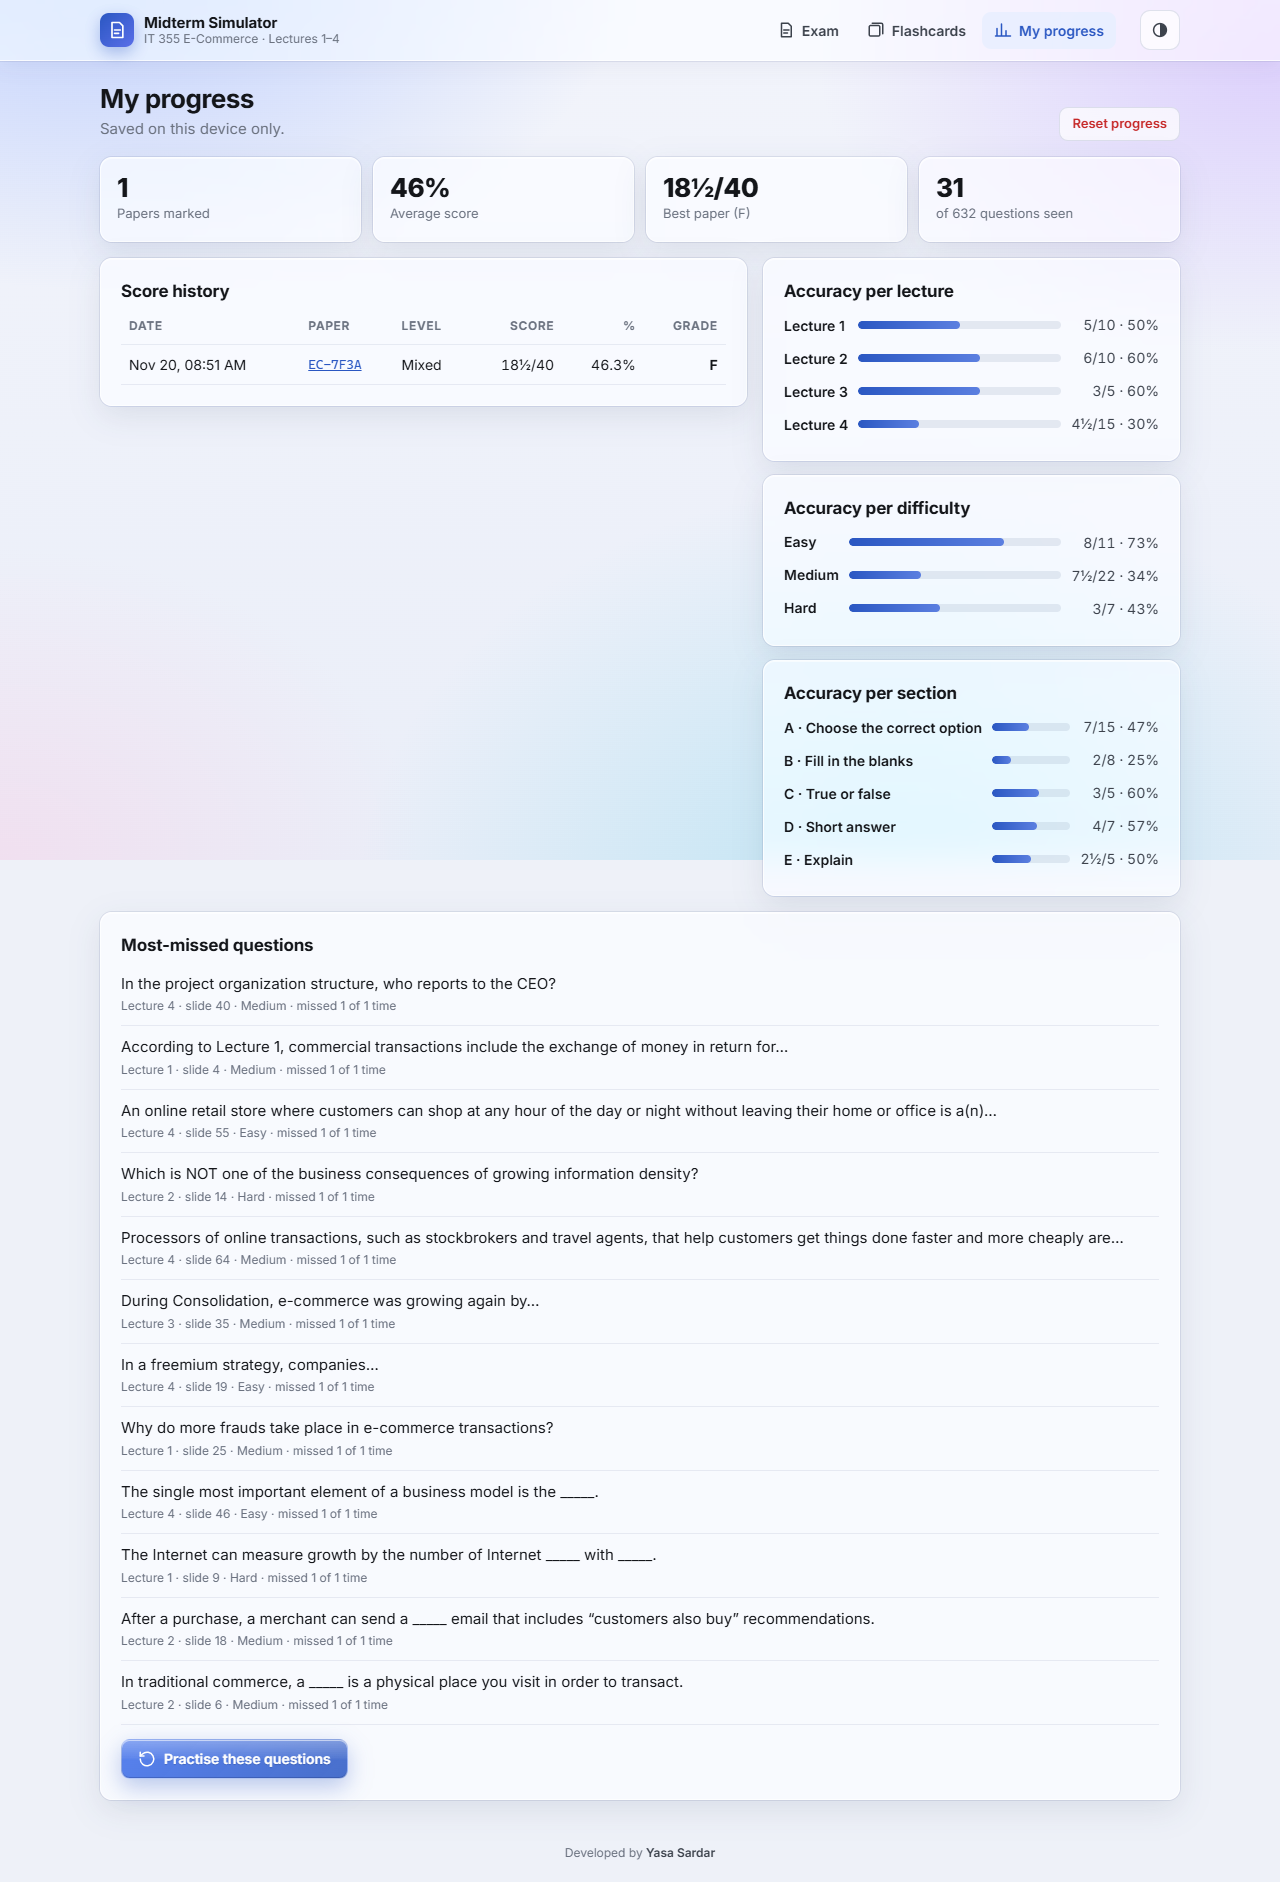 Midterm Simulator
IT 355 E-Commerce · Lectures 1–4
Exam
Flashcards
My progress
My progress
Saved on this device only.
Reset progress
1
Papers marked
46%
Average score
18½/40
Best paper (F)
31
of 632 questions seen
Score history
DATE PAPER LEVEL SCORE % GRADE
Nov 20, 08:51 AM EC-7F3A Mixed 18½/40 46.3% F
Accuracy per lecture
Lecture 1 5/10 · 50%
Lecture 2 6/10 · 60%
Lecture 3 3/5 · 60%
Lecture 4 4½/15 · 30%
Accuracy per difficulty
Easy 8/11 · 73%
Medium 7½/22 · 34%
Hard 3/7 · 43%
Accuracy per section
A · Choose the correct option 7/15 · 47%
B · Fill in the blanks 2/8 · 25%
C · True or false 3/5 · 60%
D · Short answer 4/7 · 57%
E · Explain 2½/5 · 50%
Most-missed questions
In the project organization structure, who reports to the CEO?
Lecture 4 · slide 40 · Medium · missed 1 of 1 time
According to Lecture 1, commercial transactions include the exchange of money in return for…
Lecture 1 · slide 4 · Medium · missed 1 of 1 time
An online retail store where customers can shop at any hour of the day or night without leaving their home or office is a(n)…
Lecture 4 · slide 55 · Easy · missed 1 of 1 time
Which is NOT one of the business consequences of growing information density?
Lecture 2 · slide 14 · Hard · missed 1 of 1 time
Processors of online transactions, such as stockbrokers and travel agents, that help customers get things done faster and more cheaply are…
Lecture 4 · slide 64 · Medium · missed 1 of 1 time
During Consolidation, e-commerce was growing again by…
Lecture 3 · slide 35 · Medium · missed 1 of 1 time
In a freemium strategy, companies…
Lecture 4 · slide 19 · Easy · missed 1 of 1 time
Why do more frauds take place in e-commerce transactions?
Lecture 1 · slide 25 · Medium · missed 1 of 1 time
The single most important element of a business model is the _____.
Lecture 4 · slide 46 · Easy · missed 1 of 1 time
The Internet can measure growth by the number of Internet _____ with _____.
Lecture 1 · slide 9 · Hard · missed 1 of 1 time
After a purchase, a merchant can send a _____ email that includes “customers also buy” recommendations.
Lecture 2 · slide 18 · Medium · missed 1 of 1 time
In traditional commerce, a _____ is a physical place you visit in order to transact.
Lecture 2 · slide 6 · Medium · missed 1 of 1 time
Practise these questions
Developed by Yasa Sardar